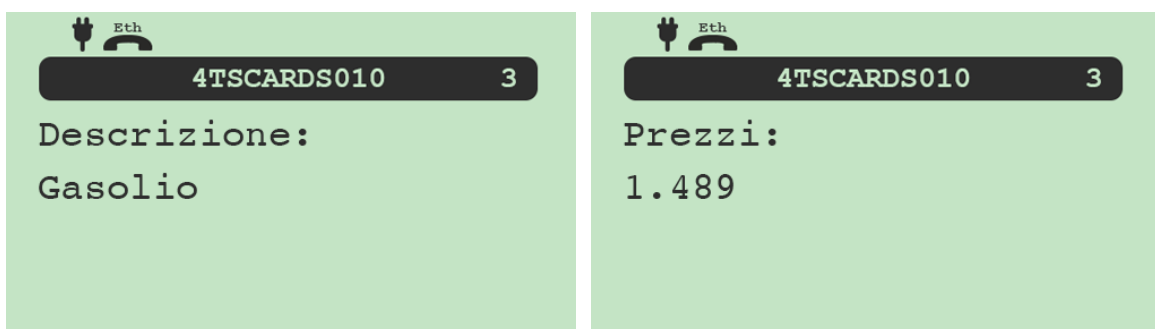 Eth
4TSCARDS010 3
Descrizione:
Gasolio
Eth
4TSCARDS010 3
Prezzi:
1.489